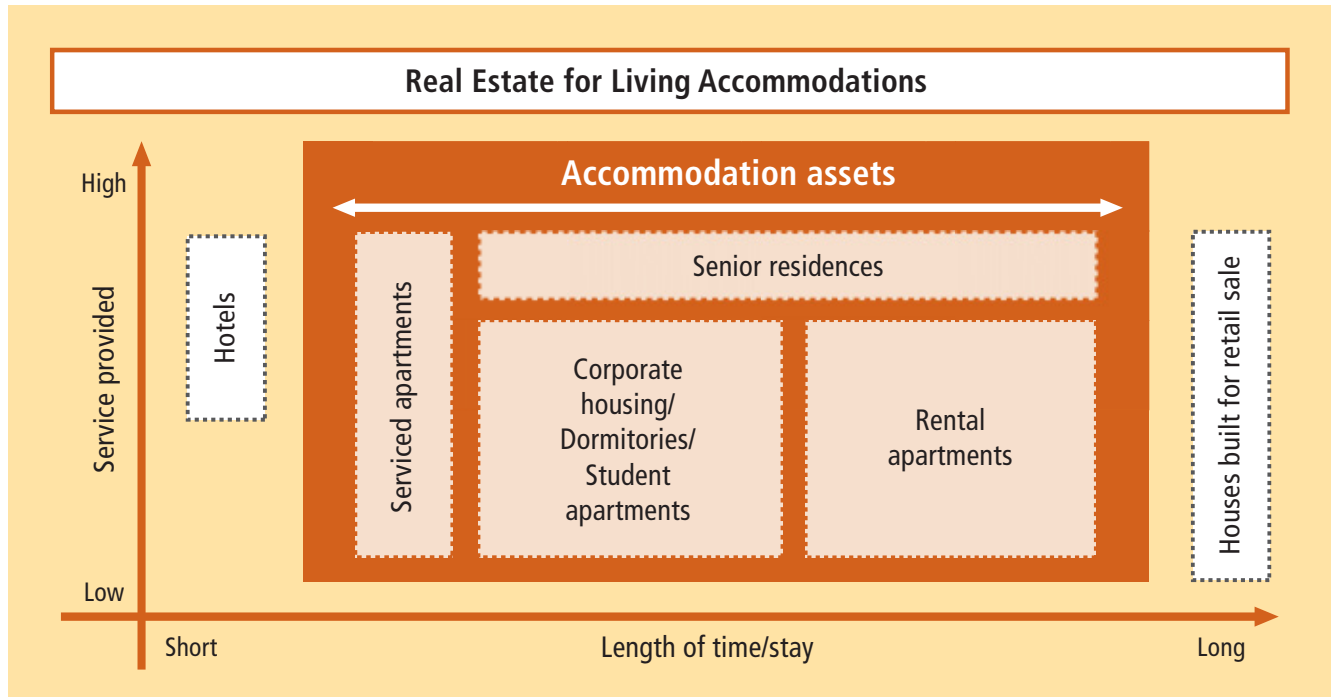 Real Estate for Living Accommodations
Accommodation assets
High
Service provided
Low
Hotels
Serviced apartments
Senior residences
Corporate
housing/
Dormitories/
Student
apartments
Rental
apartments
Houses built for retail sale
Short
Length of time/stay
Long